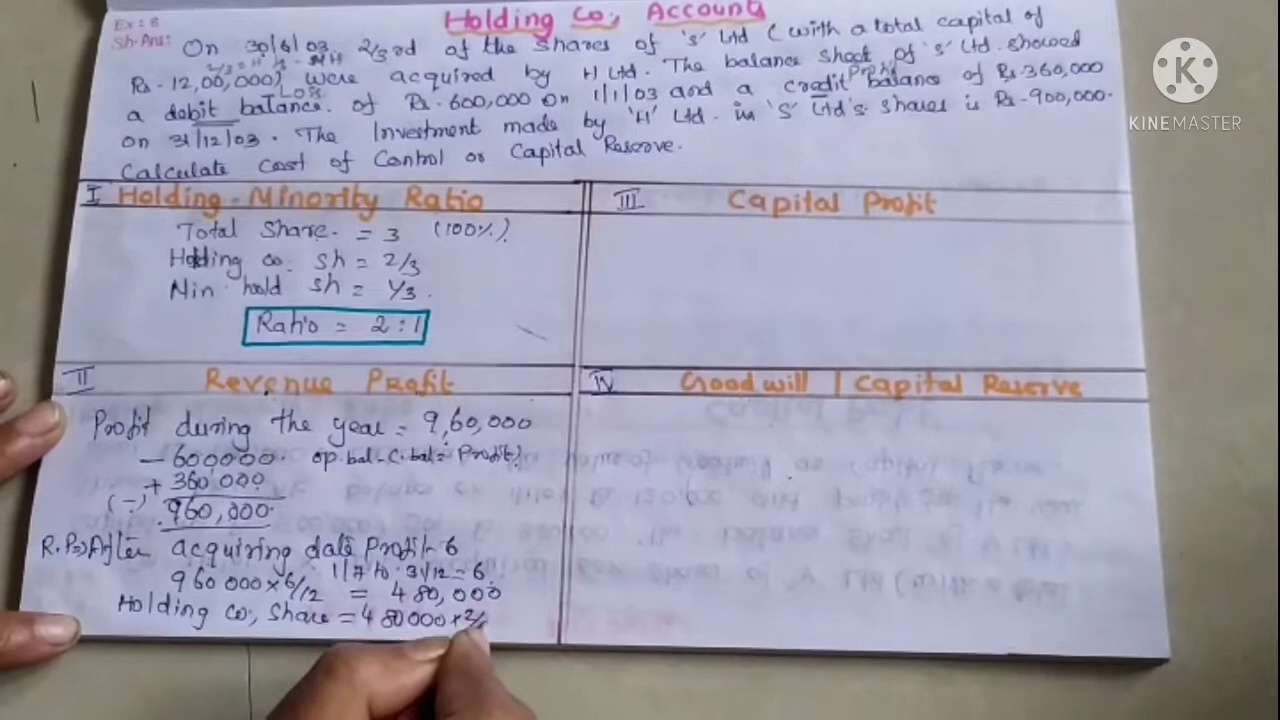 Ex: 8
Holding Co:, Accounts
Sh. Ans:
On 30/6/03, 2/3rd of the shares of 'S' Ltd (with a total capital of
Rs. 12,00,000) were acquired by H Ltd. The balance sheet of 'S' Ltd. showed
Loss
Profit
a debit balance. of Rs. 600,000 on 1/1/03 and a credit balance of Rs. 360,000
on 31/12/03. The Investment made by 'H' Ltd. in 'S' Ltd's shares is Rs. 900,000.
Calculate cost of Control or Capital Reserve.
I Holding-Minority Ratio
Total Share. = 3 (100%).
Holding co. Sh = 2/3
Min. hold Sh = 1/3.
Ratio = 2:1
II Revenue Profit
Profit during the year = 9,60,000
- 600000. op. bal - C. bal = Profit.
+ 360,000
(-) 960,000.
R. P => After acquiring date Profit - 6
1/7 to 31/12 = 6.
960000 x 6/12 = 480,000
Holding co:, Share = 480000 x 2/
III Capital Profit
IV Goodwill / Capital Reserve
KINEMASTER